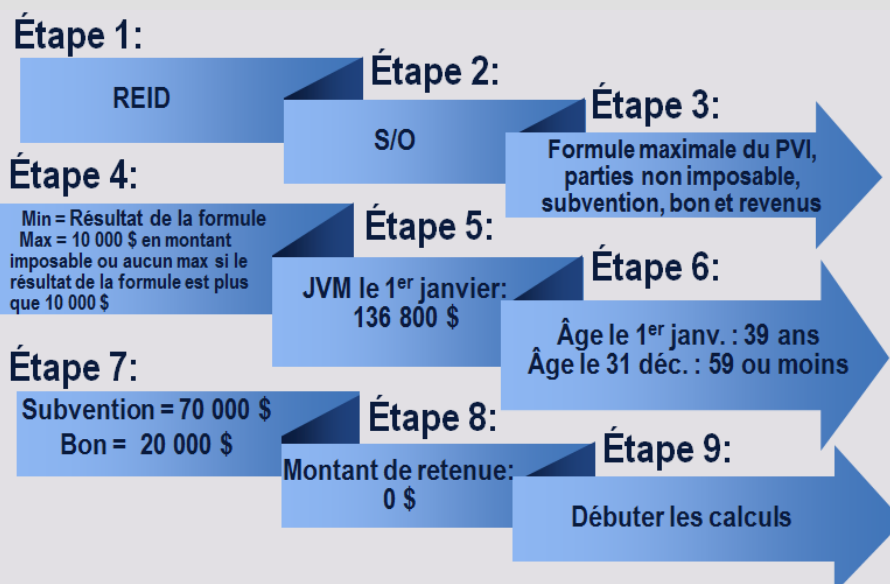 Étape 1:
REID
Étape 2:
S/O
Étape 3:
Formule maximale du PVI,
parties non imposable,
subvention, bon et revenus
Étape 4:
Min = Résultat de la formule
Max = 10 000 $ en montant
imposable ou aucun max si le
résultat de la formule est plus
que 10 000 $
Étape 5:
JVM le 1er janvier:
136 800 $
Étape 6:
Âge le 1er janv. : 39 ans
Âge le 31 déc. : 59 ou moins
Étape 7:
Subvention = 70 000 $
Bon = 20 000 $
Étape 8:
Montant de retenue:
0 $
Étape 9:
Débuter les calculs